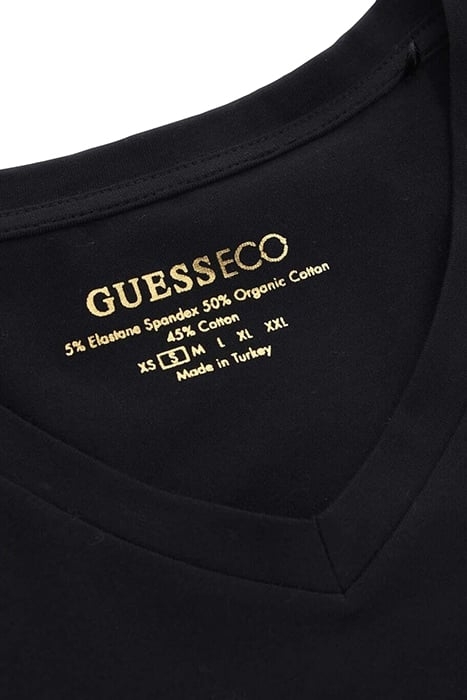 GUESSECO
5% Elastane Spandex 50% Organic Cotton
45% Cotton
XS S M L XL XXL
Made in Turkey